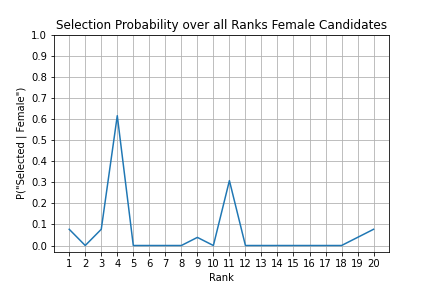 Selection Probability over all Ranks Female Candidates
P("Selected | Female")
1.0
0.9
0.8
0.7
0.6
0.5
0.4
0.3
0.2
0.1
0.0
1 2 3 4 5 6 7 8 9 10 11 12 13 14 15 16 17 18 19 20
Rank